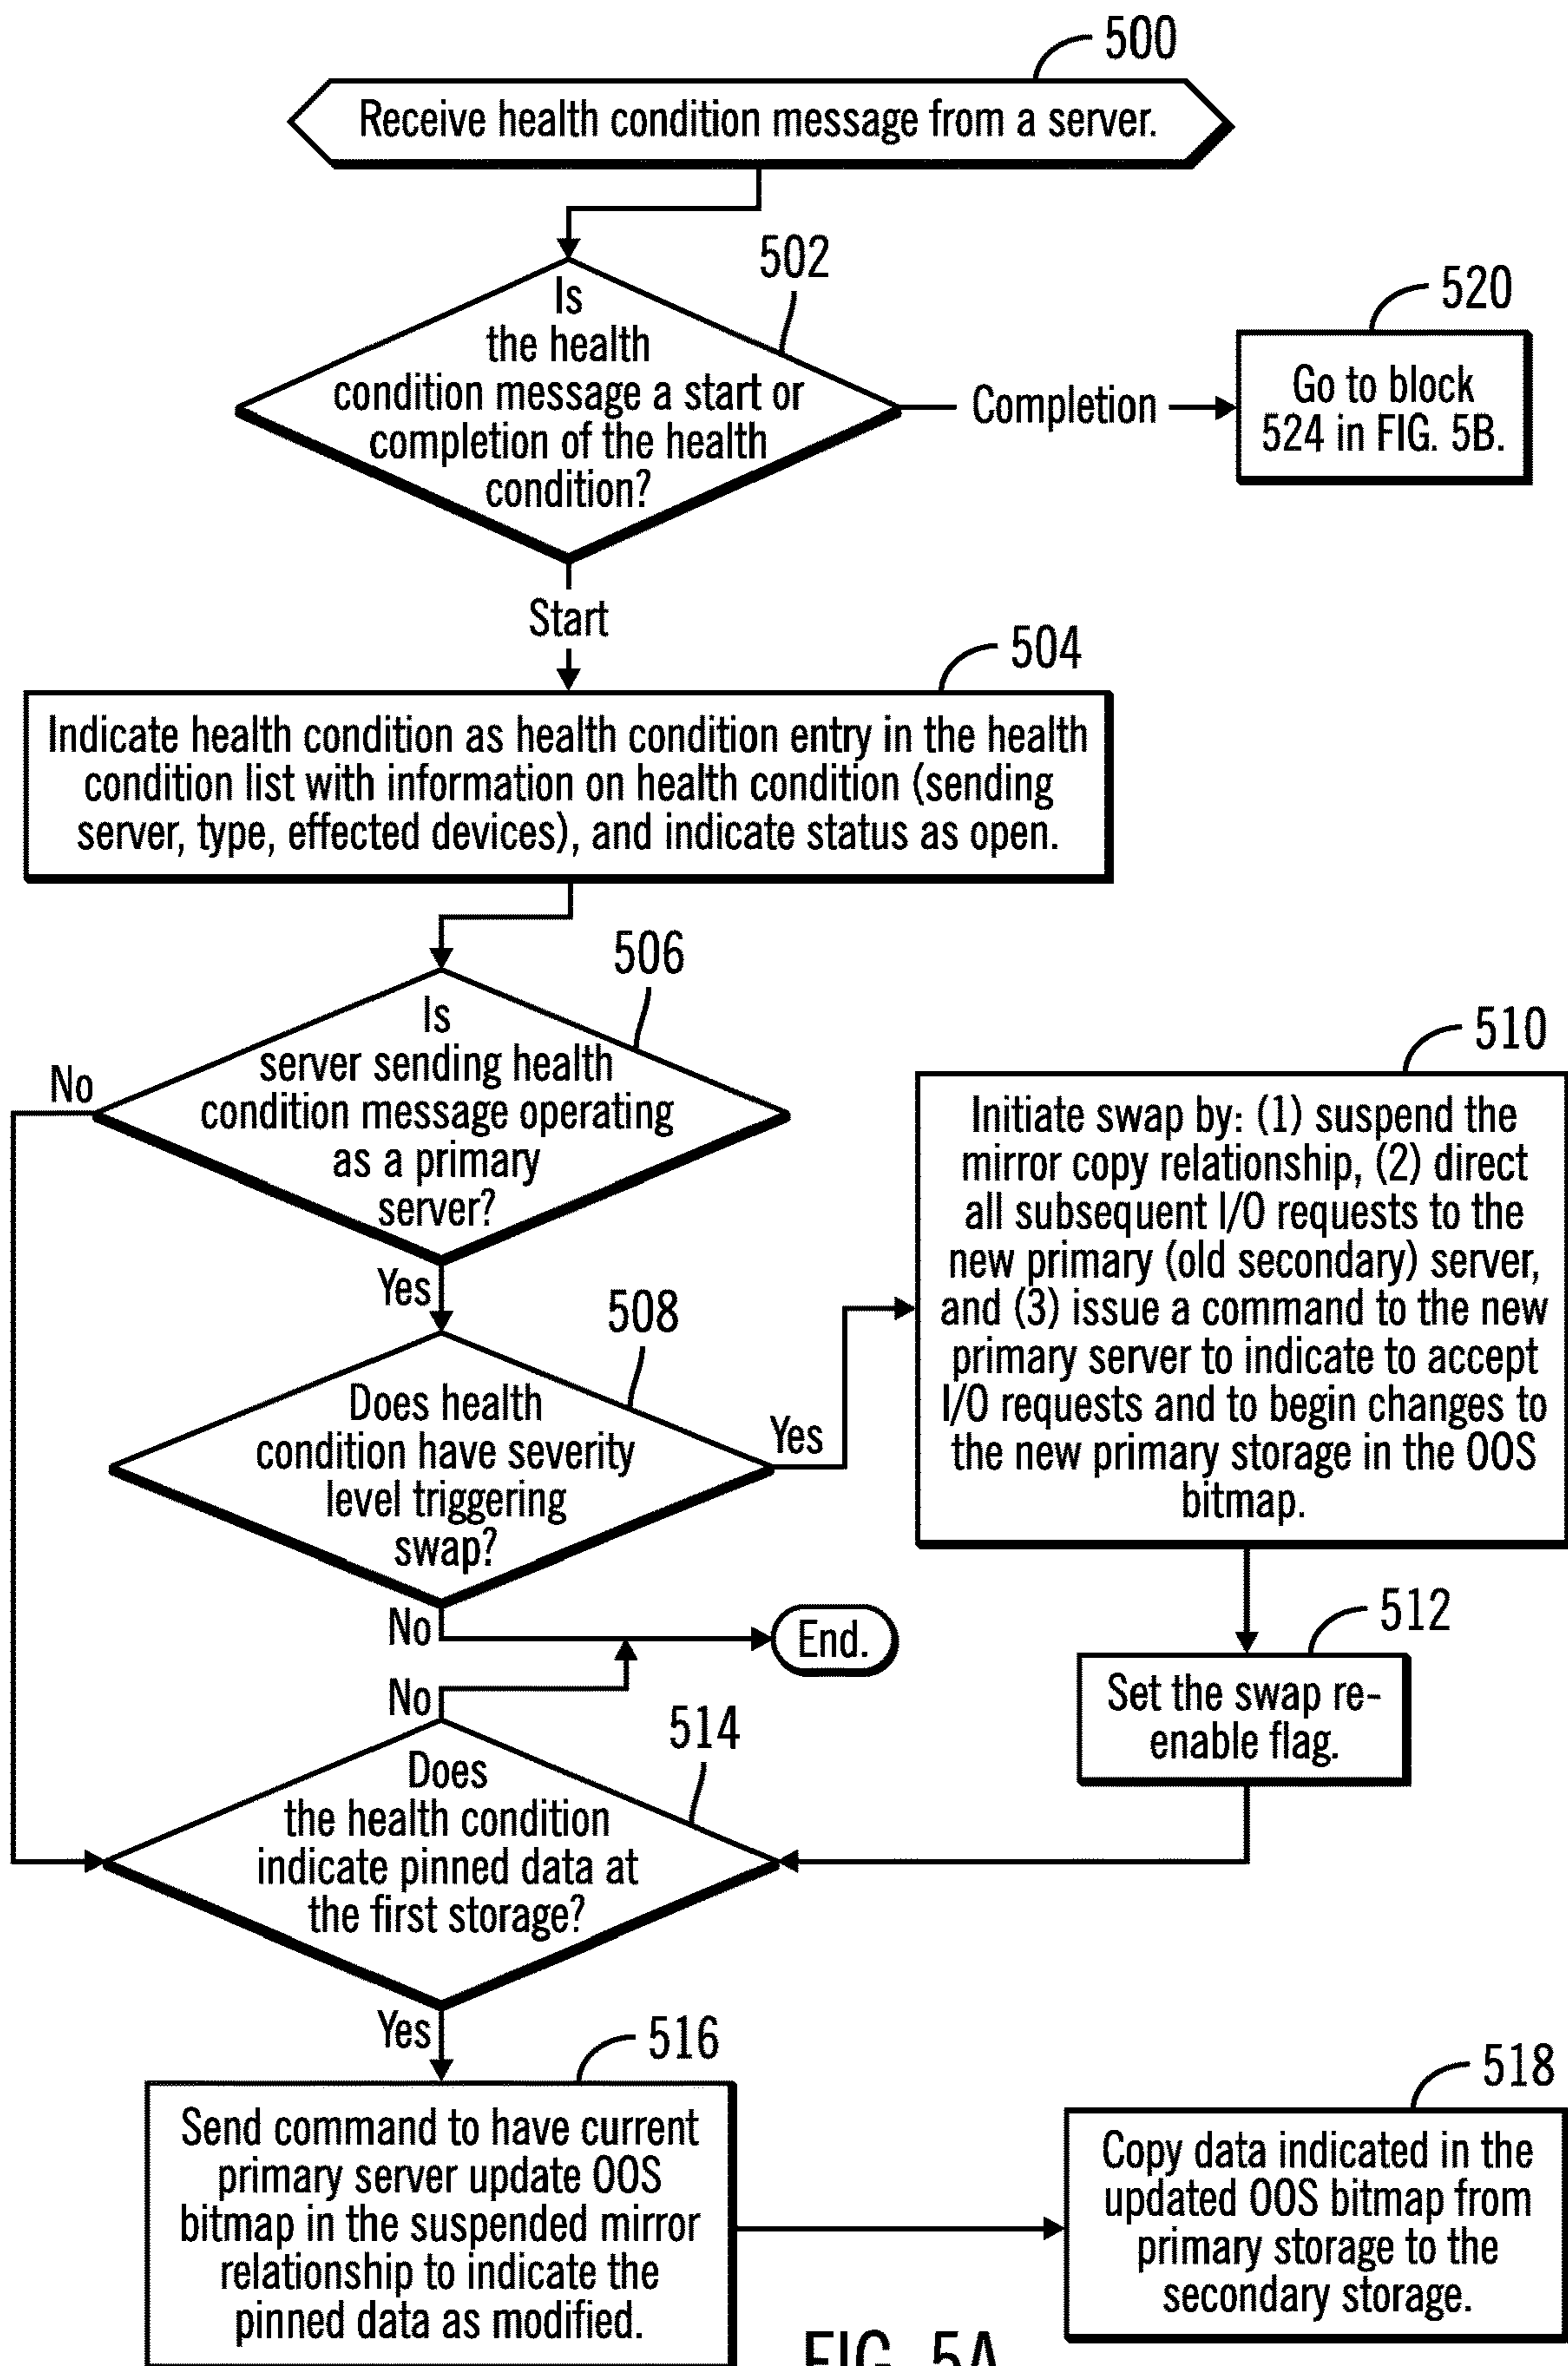 500
Receive health condition message from a server.
502
Is
the health
condition message a start or
completion of the health
condition?
Completion
520
Go to block
524 in FIG. 5B.
Start
504
Indicate health condition as health condition entry in the health
condition list with information on health condition (sending
server, type, effected devices), and indicate status as open.
506
Is
server sending health
condition message operating
as a primary
server?
No
Yes
508
Does health
condition have severity
level triggering
swap?
Yes
510
Initiate swap by: (1) suspend the
mirror copy relationship, (2) direct
all subsequent I/O requests to the
new primary (old secondary) server,
and (3) issue a command to the new
primary server to indicate to accept
I/O requests and to begin changes to
the new primary storage in the OOS
bitmap.
No
End.
512
Set the swap re-
enable flag.
No
514
Does
the health condition
indicate pinned data at
the first storage?
Yes
516
Send command to have current
primary server update OOS
bitmap in the suspended mirror
relationship to indicate the
pinned data as modified.
518
Copy data indicated in the
updated OOS bitmap from
primary storage to the
secondary storage.
FIG. 5A